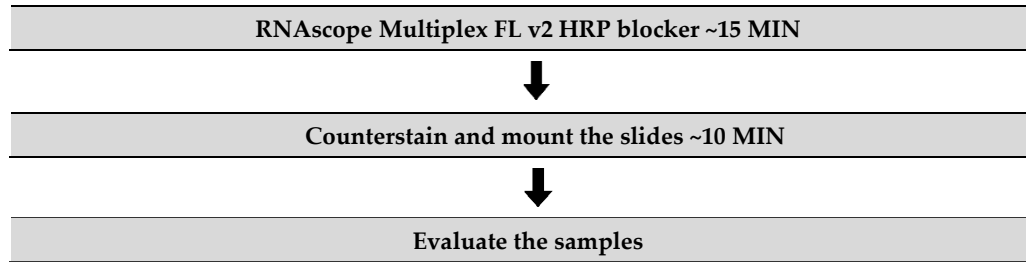 RNAscope Multiplex FL v2 HRP blocker ~15 MIN
Counterstain and mount the slides ~10 MIN
Evaluate the samples